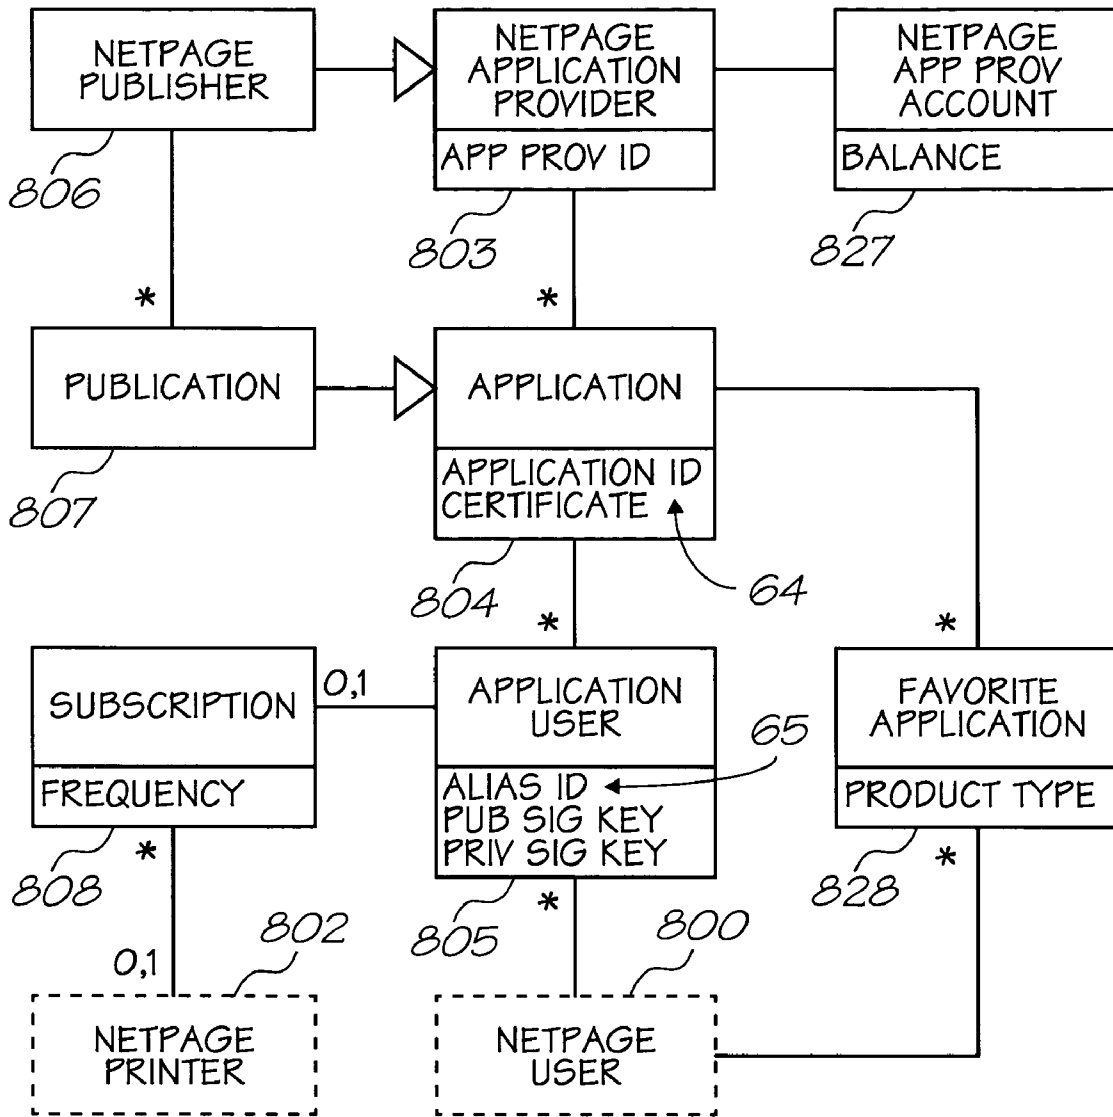 NETPAGE
PUBLISHER
NETPAGE
APPLICATION
PROVIDER
NETPAGE
APP PROV
ACCOUNT
APP PROV ID
BALANCE
806
803
827
*
*
PUBLICATION
APPLICATION
APPLICATION ID
CERTIFICATE
807
804
64
*
*
SUBSCRIPTION
0,1
APPLICATION
USER
FAVORITE
APPLICATION
65
FREQUENCY
ALIAS ID
PUB SIG KEY
PRIV SIG KEY
PRODUCT TYPE
808
*
805
*
828
*
802
800
0,1
NETPAGE
PRINTER
NETPAGE
USER